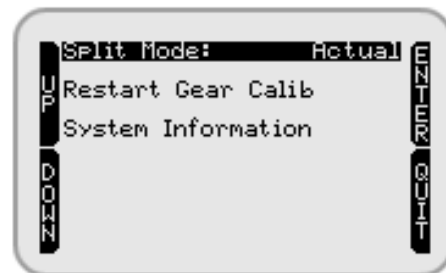 Split Mode: Actual
Restart Gear Calib
System Information
UP
DOWN
ENTER
QUIT